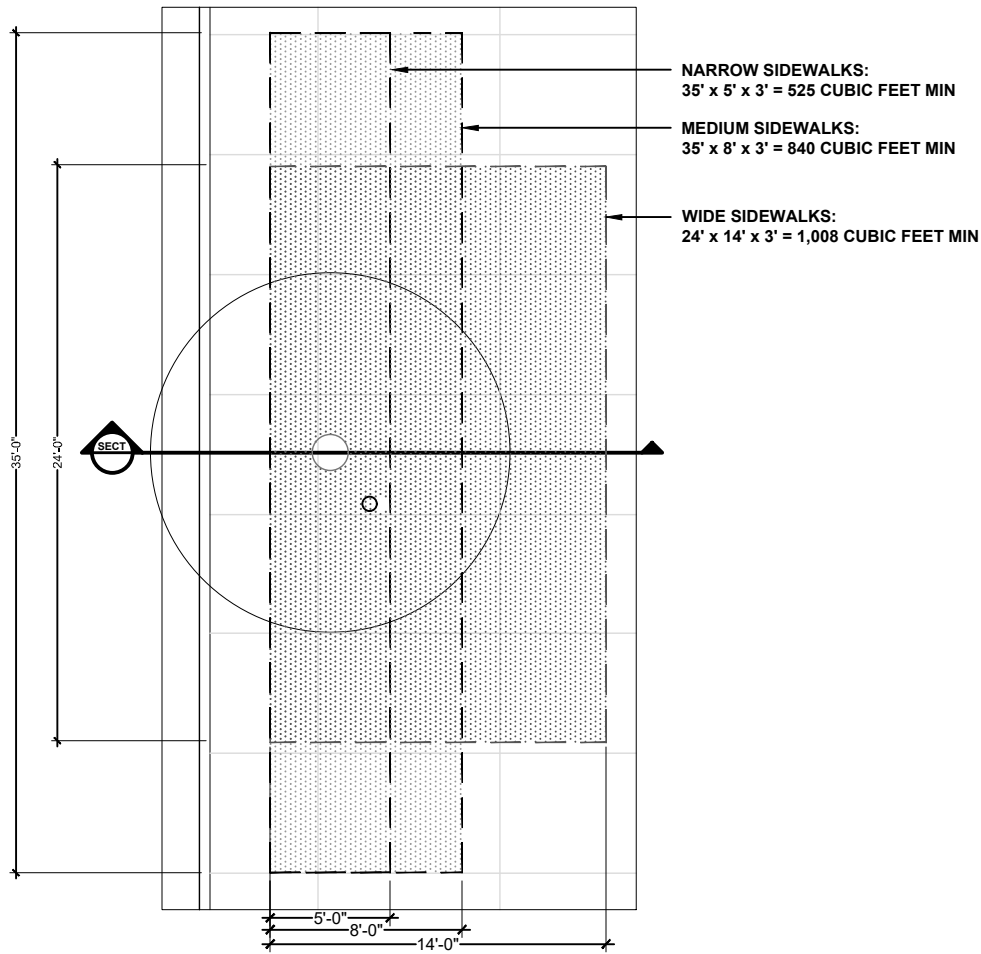 NARROW SIDEWALKS:
35' x 5' x 3' = 525 CUBIC FEET MIN
MEDIUM SIDEWALKS:
35' x 8' x 3' = 840 CUBIC FEET MIN
WIDE SIDEWALKS:
24' x 14' x 3' = 1,008 CUBIC FEET MIN
35'-0"
24'-0"
SECT
5'-0"
8'-0"
14'-0"